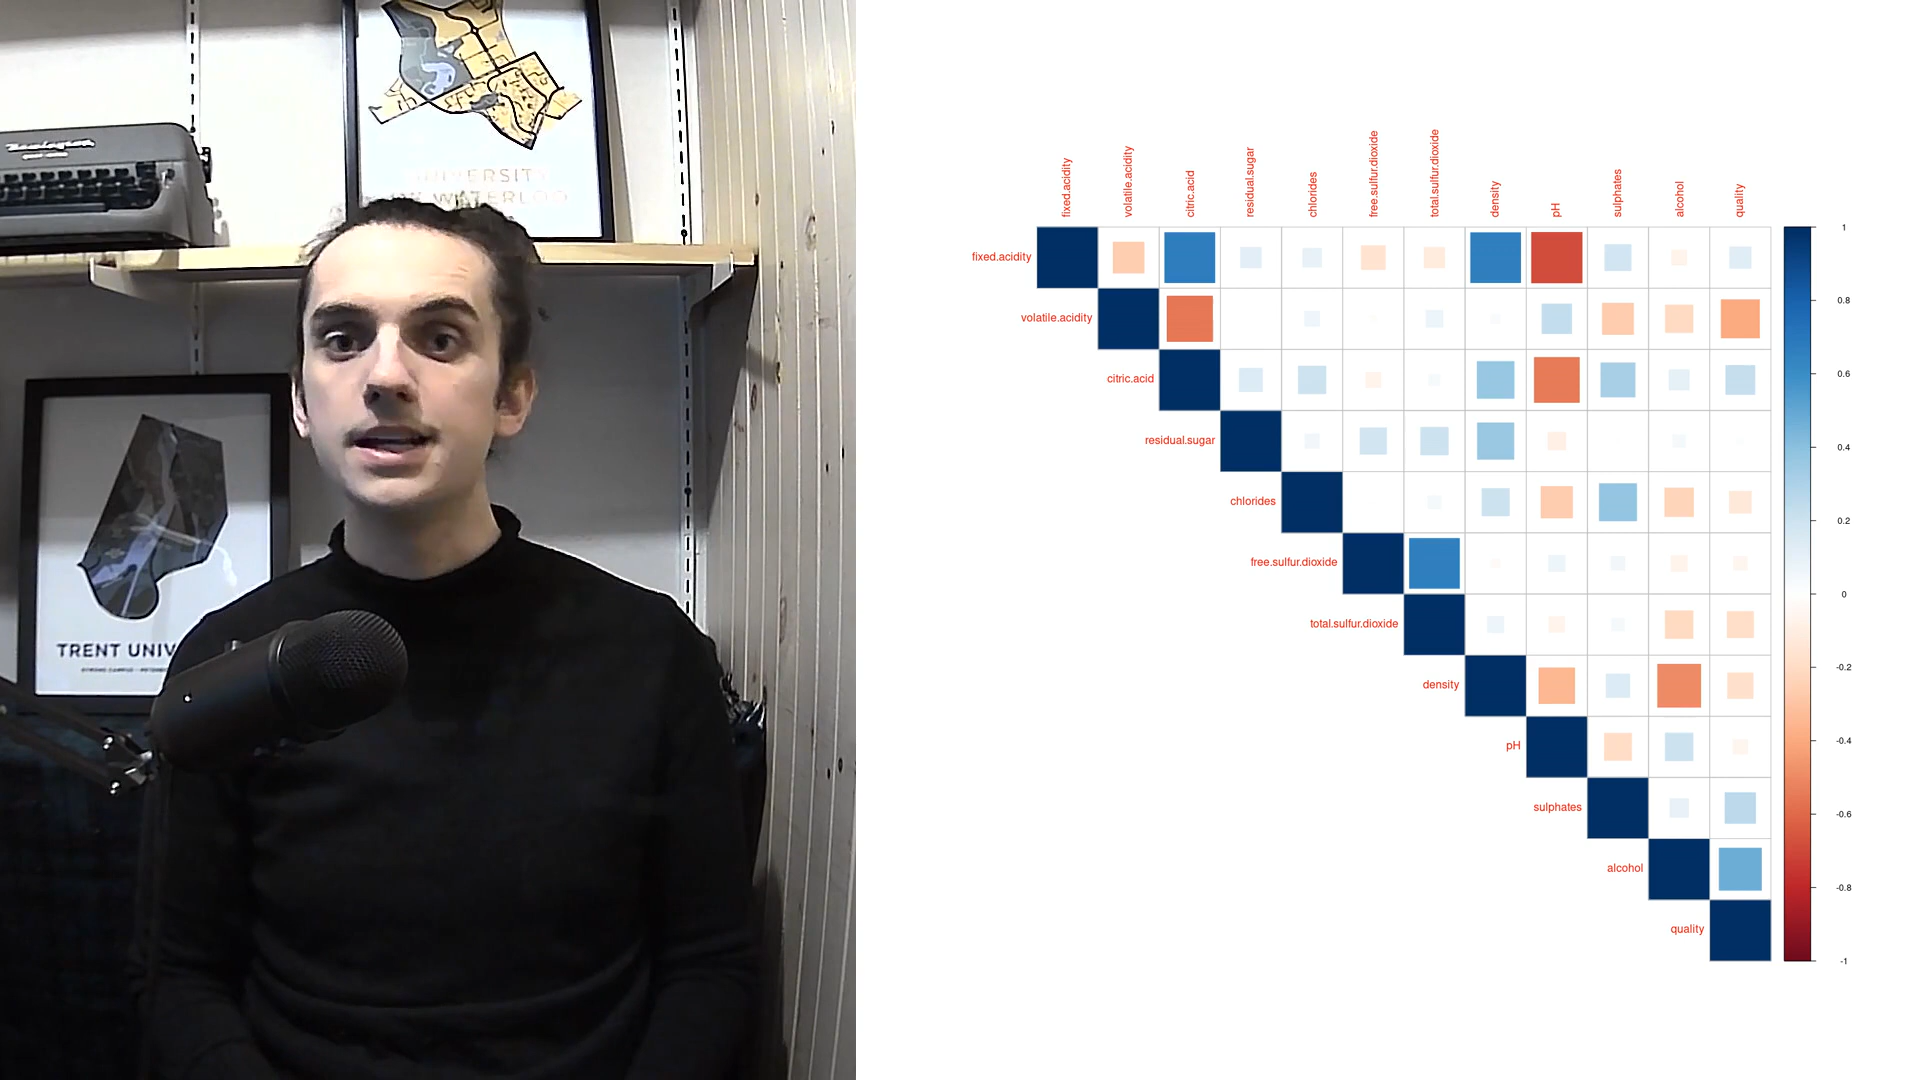 UNIVERSITY
OF WATERLOO
TRENT UNIV
fixed.acidity
volatile.acidity
citric.acid
residual.sugar
chlorides
free.sulfur.dioxide
total.sulfur.dioxide
density
pH
sulphates
alcohol
quality
fixed.acidity
volatile.acidity
citric.acid
residual.sugar
chlorides
free.sulfur.dioxide
total.sulfur.dioxide
density
pH
sulphates
alcohol
quality
1
0.8
0.6
0.4
0.2
0
-0.2
-0.4
-0.6
-0.8
-1